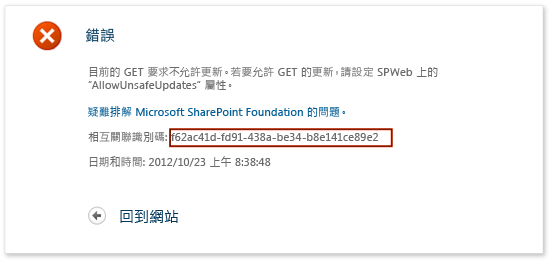 錯誤
目前的 GET 要求不允許更新。若要允許 GET 的更新，請設定 SPWeb 上的
"AllowUnsafeUpdates" 屬性。
疑難排解 Microsoft SharePoint Foundation 的問題。
相互關聯識別碼: f62ac41d-fd91-438a-be34-b8e141ce89e2
日期和時間: 2012/10/23 上午 8:38:48
回到網站